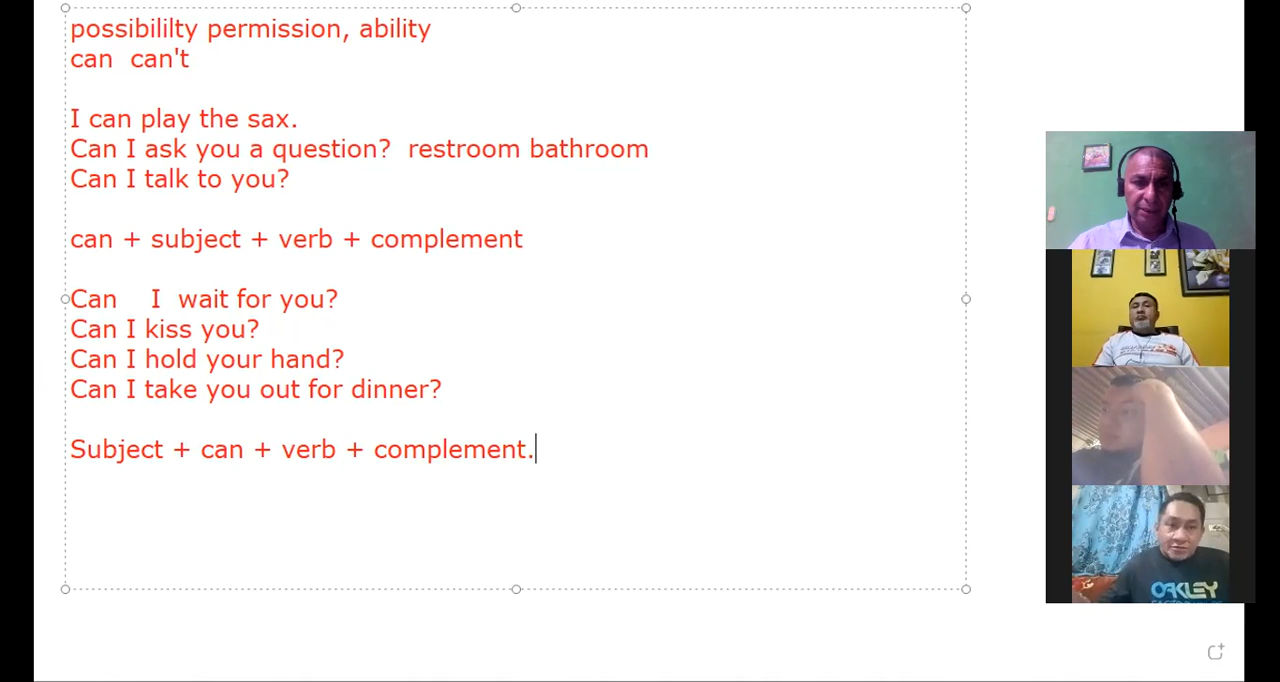 possibililty permission, ability
can can't
I can play the sax.
Can I ask you a question? restroom bathroom
Can I talk to you?
can + subject + verb + complement
Can I wait for you?
Can I kiss you?
Can I hold your hand?
Can I take you out for dinner?
Subject + can + verb + complement.
OAKLEY